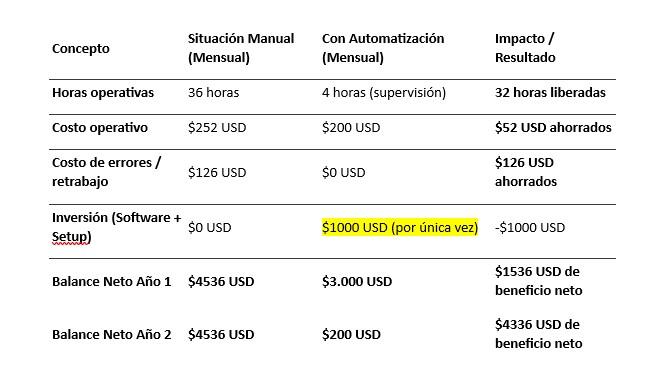 Concepto Situación Manual (Mensual) Con Automatización (Mensual) Impacto / Resultado
Horas operativas 36 horas 4 horas (supervisión) 32 horas liberadas
Costo operativo $252 USD $200 USD $52 USD ahorrados
Costo de errores / retrabajo $126 USD $0 USD $126 USD ahorrados
Inversión (Software + Setup) $0 USD $1000 USD (por única vez) -$1000 USD
Balance Neto Año 1 $4536 USD $3.000 USD $1536 USD de beneficio neto
Balance Neto Año 2 $4536 USD $200 USD $4336 USD de beneficio neto